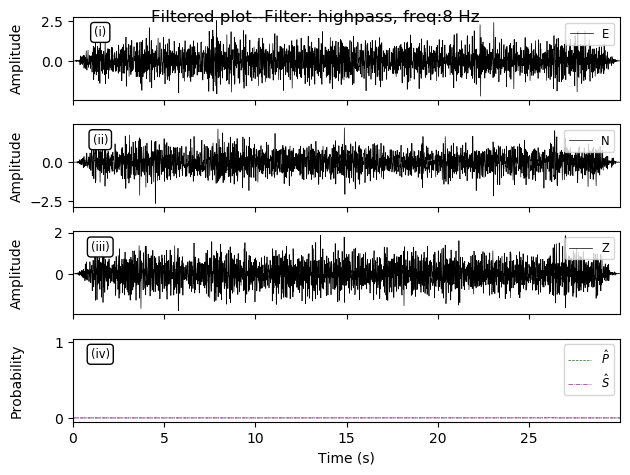 Filtered plot--Filter: highpass, freq:8 Hz
Amplitude
2.5
0.0
(i)
E
Amplitude
0.0
−2.5
(ii)
N
Amplitude
2
0
(iii)
Z
Probability
1
0
(iv)
P̂
Ŝ
0 5 10 15 20 25
Time (s)